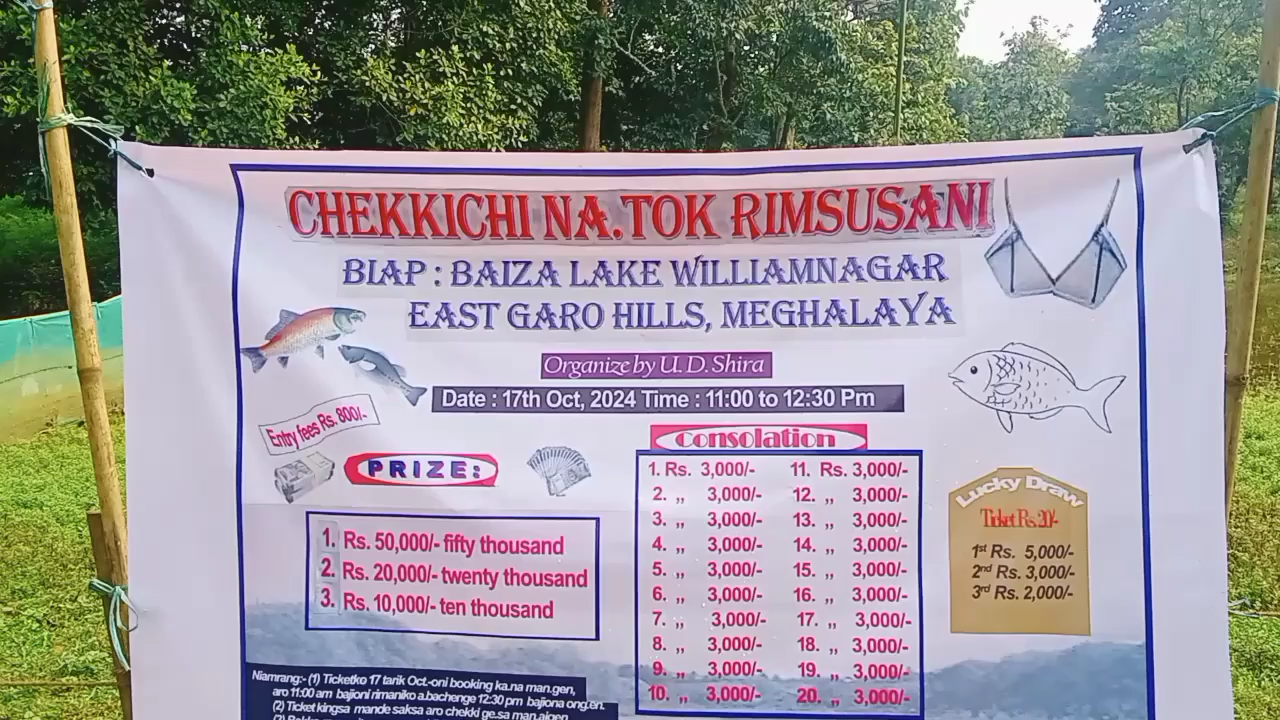 CHEKKICHI NA.TOK RIMSUSANI
BIAP : BAIZA LAKE WILLIAMNAGAR
EAST GARO HILLS, MEGHALAYA
Organize by U. D. Shira
Date : 17th Oct, 2024 Time : 11:00 to 12:30 Pm
Entry fees Rs. 800/-
PRIZE:
1. Rs. 50,000/- fifty thousand
2. Rs. 20,000/- twenty thousand
3. Rs. 10,000/- ten thousand
Consolation
1. Rs. 3,000/- 11. Rs. 3,000/-
2. ,, 3,000/- 12. ,, 3,000/-
3. ,, 3,000/- 13. ,, 3,000/-
4. ,, 3,000/- 14. ,, 3,000/-
5. ,, 3,000/- 15. ,, 3,000/-
6. ,, 3,000/- 16. ,, 3,000/-
7. ,, 3,000/- 17. ,, 3,000/-
8. ,, 3,000/- 18. ,, 3,000/-
9. ,, 3,000/- 19. ,, 3,000/-
10. ,, 3,000/- 20. ,, 3,000/-
Lucky Draw
Ticket Rs. 20/-
1st Rs. 5,000/-
2nd Rs. 3,000/-
3rd Rs. 2,000/-
Niamrang:- (1) Ticketko 17 tarik Oct.-oni booking ka.na man.gen,
aro 11:00 am bajioni rimaniko a.bachenge 12:30 pm bajiona ong.en.
(2) Ticket kingsa mande saksa aro chekki ge.sa man.aigen